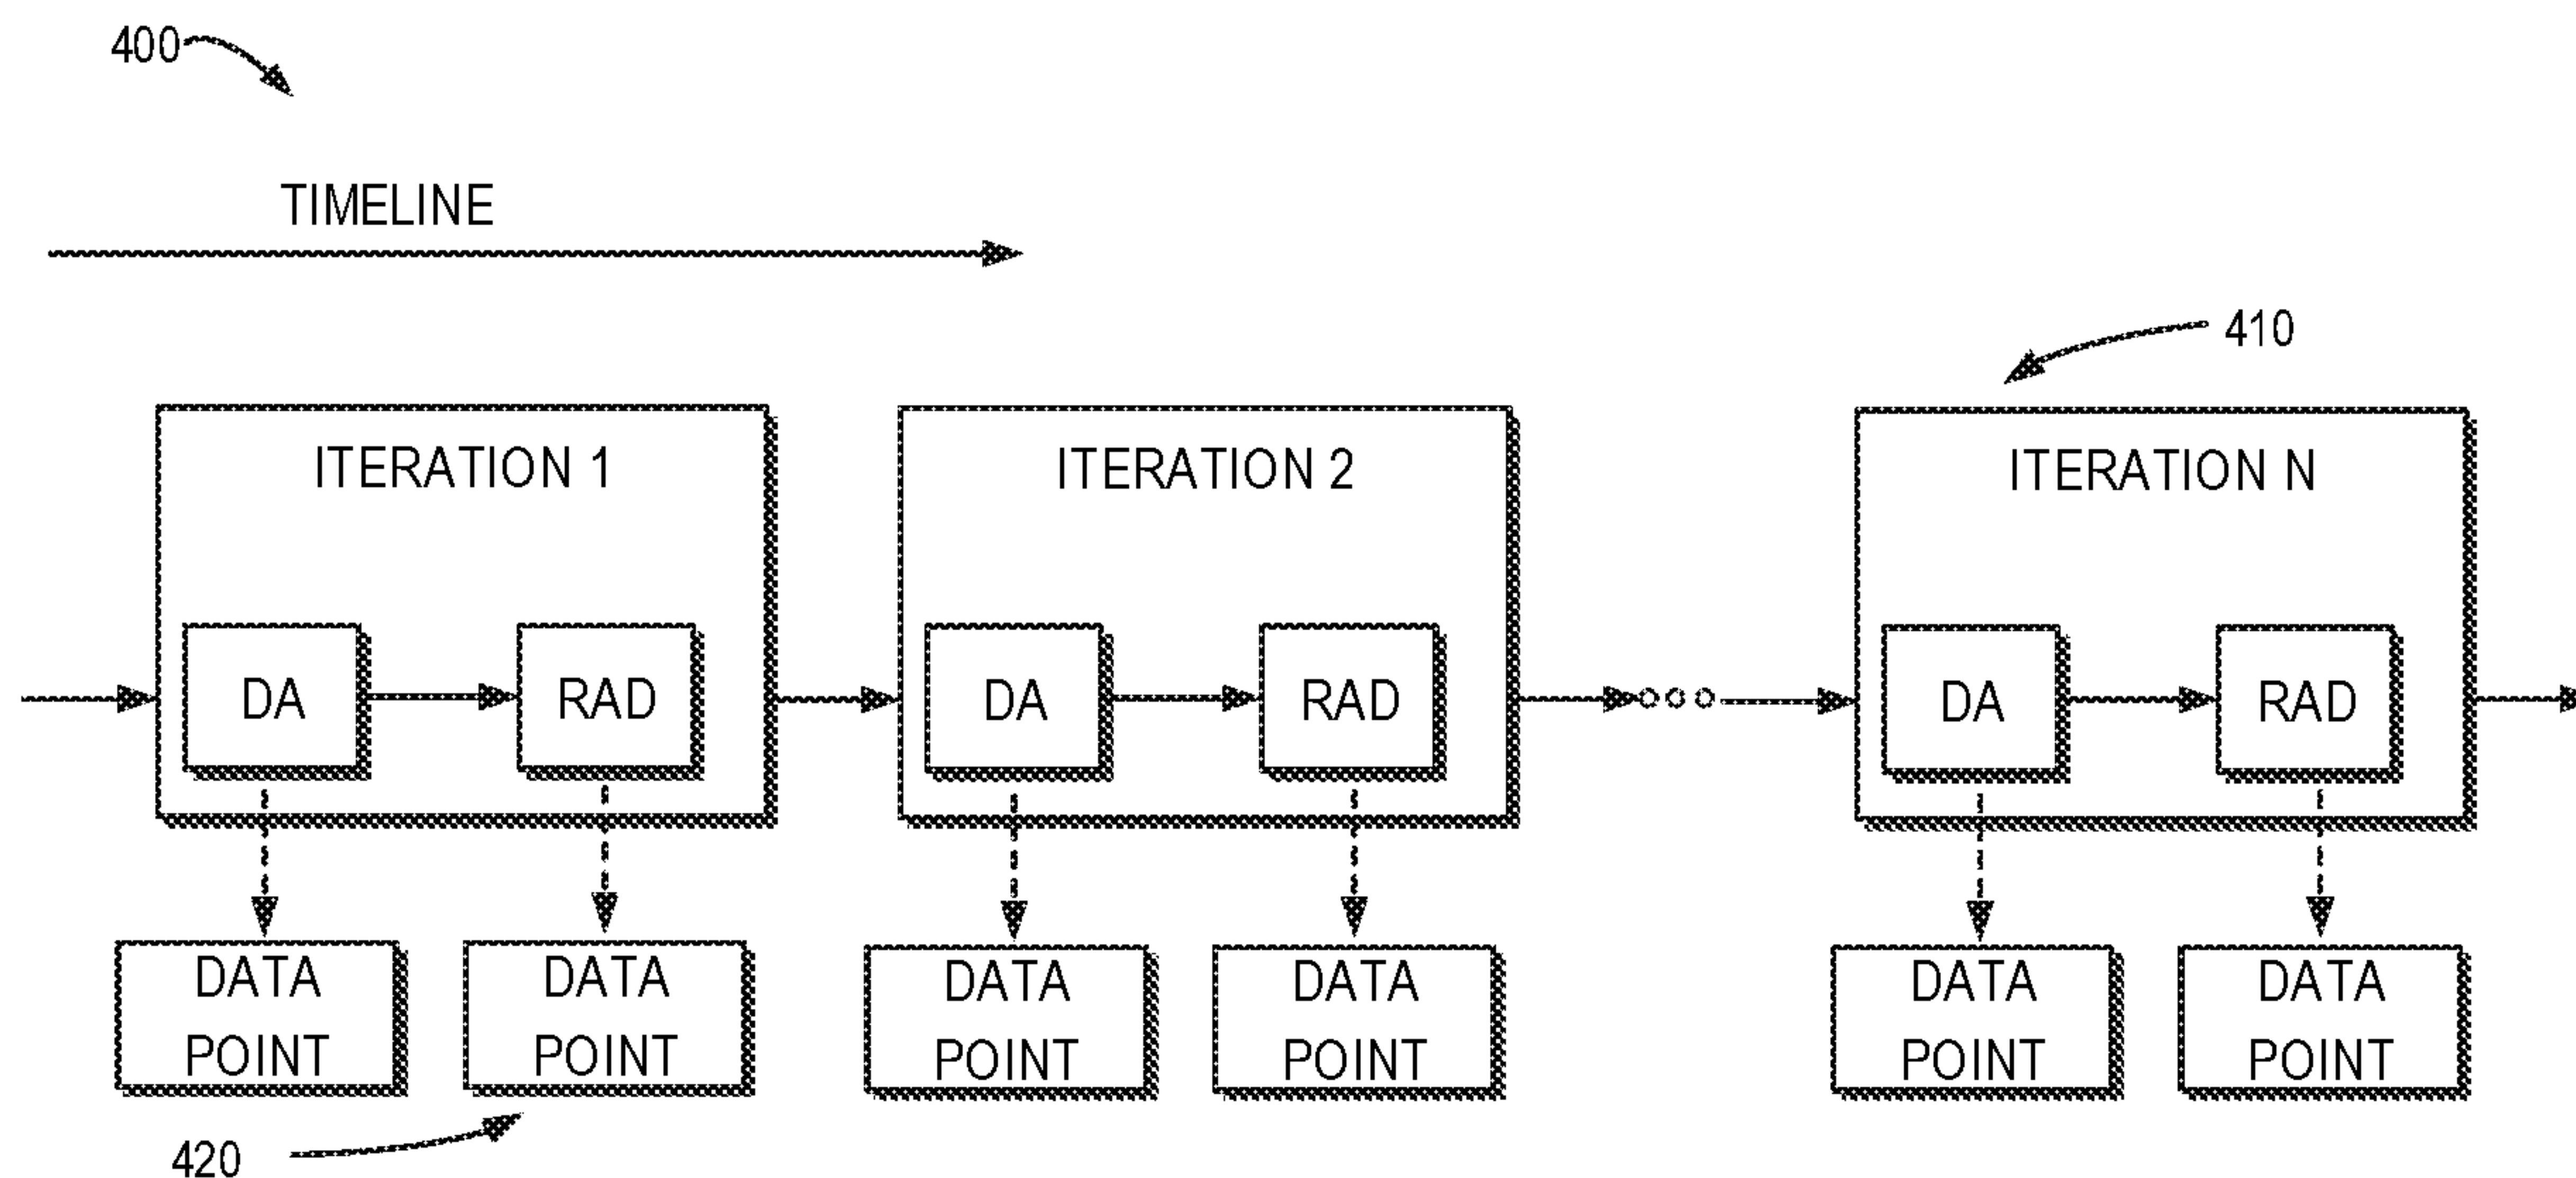 400
TIMELINE
410
ITERATION 1
ITERATION 2
ITERATION N
DA
RAD
DA
RAD
DA
RAD
DATA
POINT
DATA
POINT
DATA
POINT
DATA
POINT
DATA
POINT
DATA
POINT
420